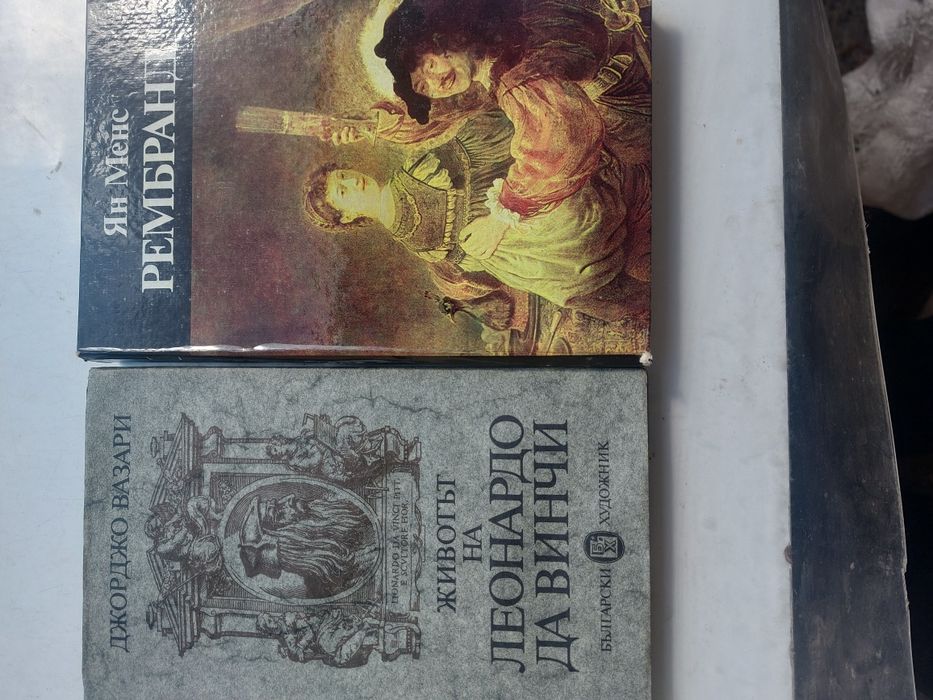 Ян Менс
РЕМБРАНД
ДЖОРДЖО ВАЗАРИ
ЖИВОТЪТ
НА
ЛЕОНАРДО
ДА ВИНЧИ
БЪЛГАРСКИ ХУДОЖНИК